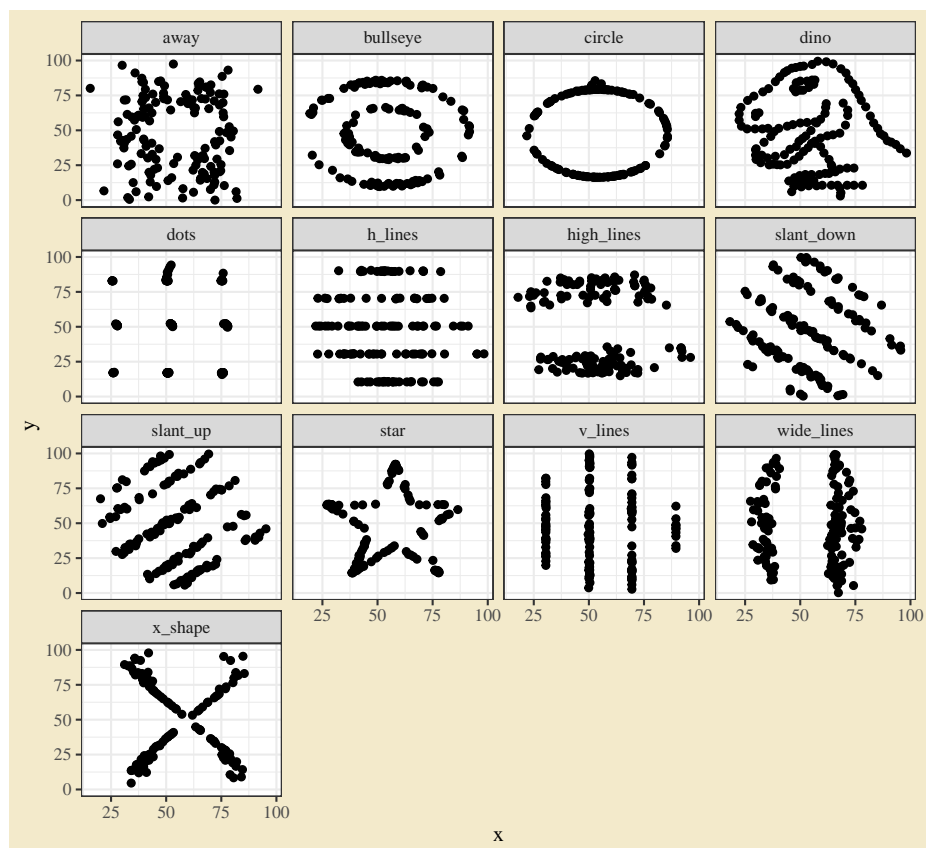 away bullseye circle dino
100
75
50
25
0
dots h_lines high_lines slant_down
100
75
50
25
0
slant_up star v_lines wide_lines
100
75
50
25
0
25 50 75 100 25 50 75 100 25 50 75 100
x_shape
100
75
50
25
0
25 50 75 100
y
x